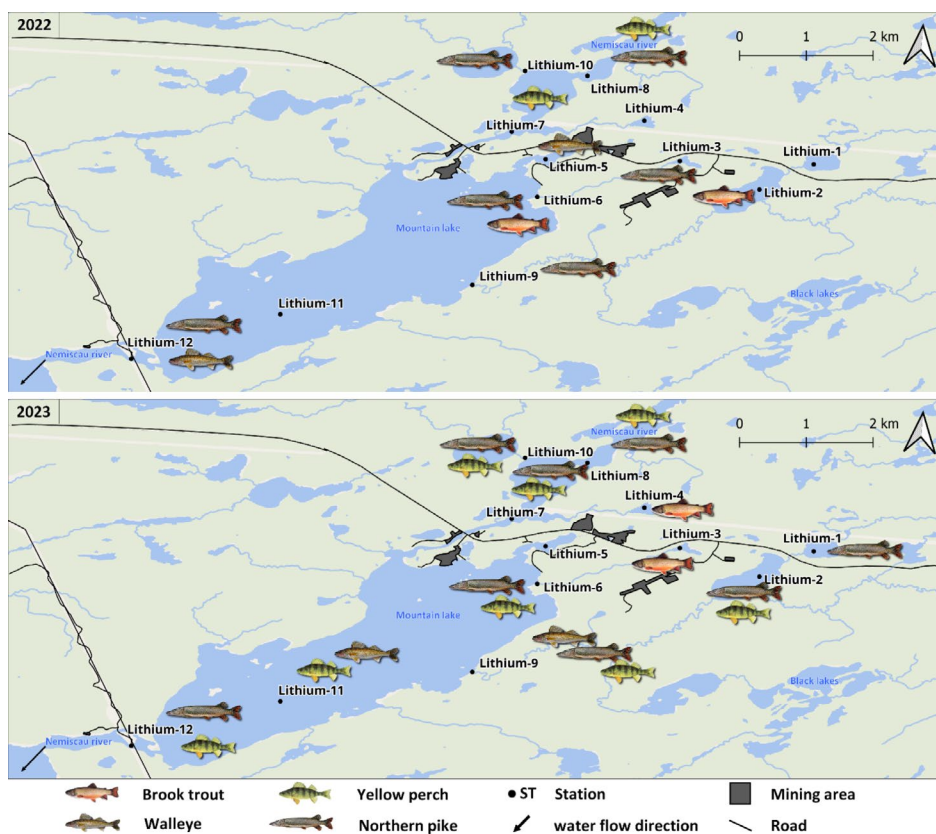 2022
Nemiscau river
0 1 2 km
Lithium-10
Lithium-8
Lithium-4
Lithium-7
Lithium-5
Lithium-3
Lithium-1
Lithium-2
Lithium-6
Mountain lake
Lithium-9
Black lakes
Lithium-11
Lithium-12
Nemiscau river
2023
Nemiscau river
0 1 2 km
Lithium-10
Lithium-8
Lithium-4
Lithium-7
Lithium-5
Lithium-3
Lithium-1
Lithium-2
Lithium-6
Mountain lake
Lithium-9
Black lakes
Lithium-11
Lithium-12
Nemiscau river
Brook trout Yellow perch ST Station Mining area
Walleye Northern pike water flow direction Road